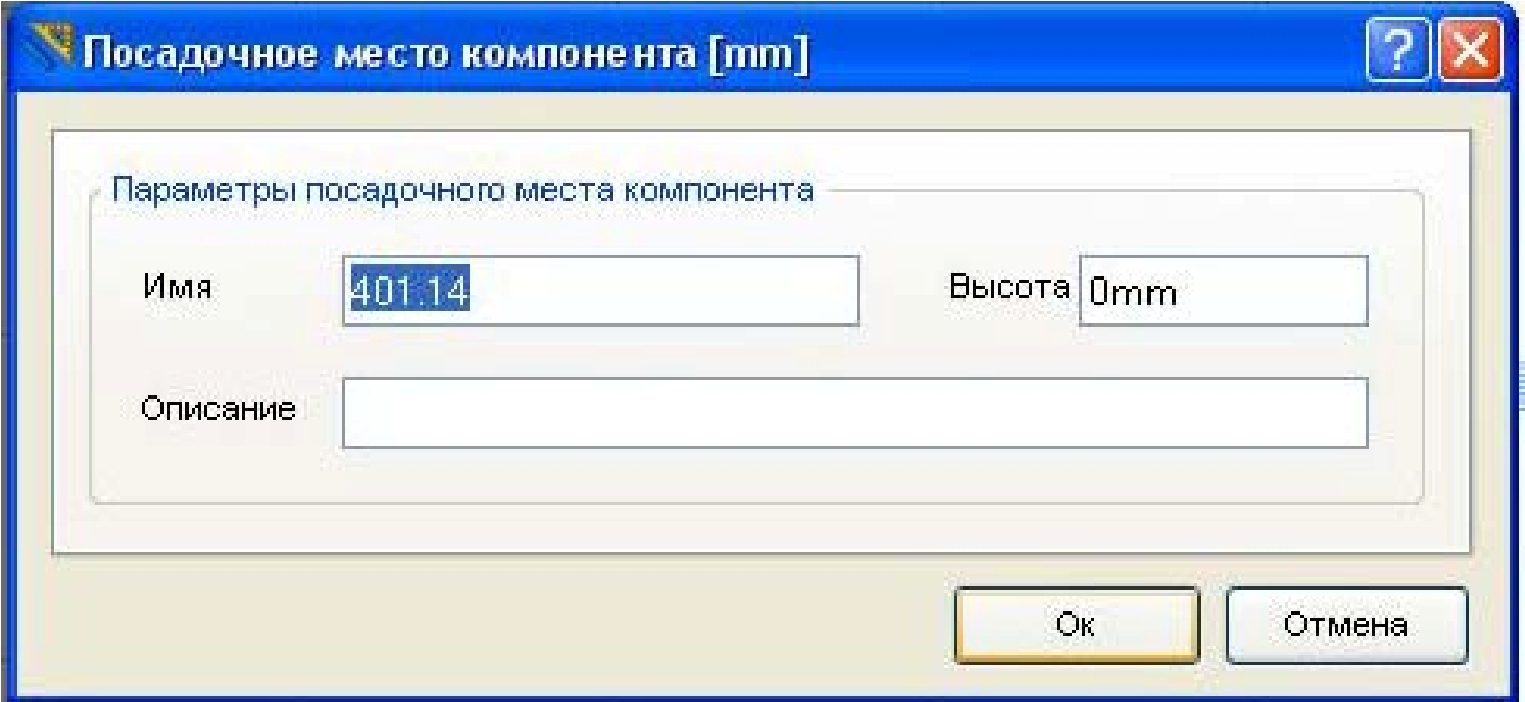 Посадочное место компонента [mm]
Параметры посадочного места компонента
Имя 401.14 Высота 0mm
Описание
Ок Отмена